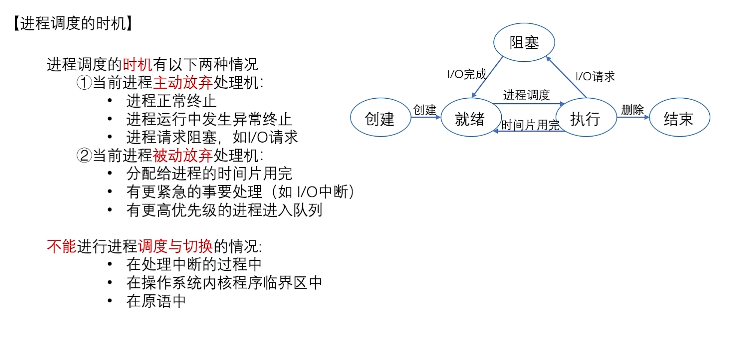 【进程调度的时机】
进程调度的时机有以下两种情况
①当前进程主动放弃处理机:
• 进程正常终止
• 进程运行中发生异常终止
• 进程请求阻塞，如I/O请求
②当前进程被动放弃处理机:
• 分配给进程的时间片用完
• 有更紧急的事要处理（如 I/O中断）
• 有更高优先级的进程进入队列
不能进行进程调度与切换的情况:
• 在处理中断的过程中
• 在操作系统内核程序临界区中
• 在原语中
阻塞
I/O完成
I/O请求
进程调度
创建
创建
就绪
时间片用完
执行
删除
结束